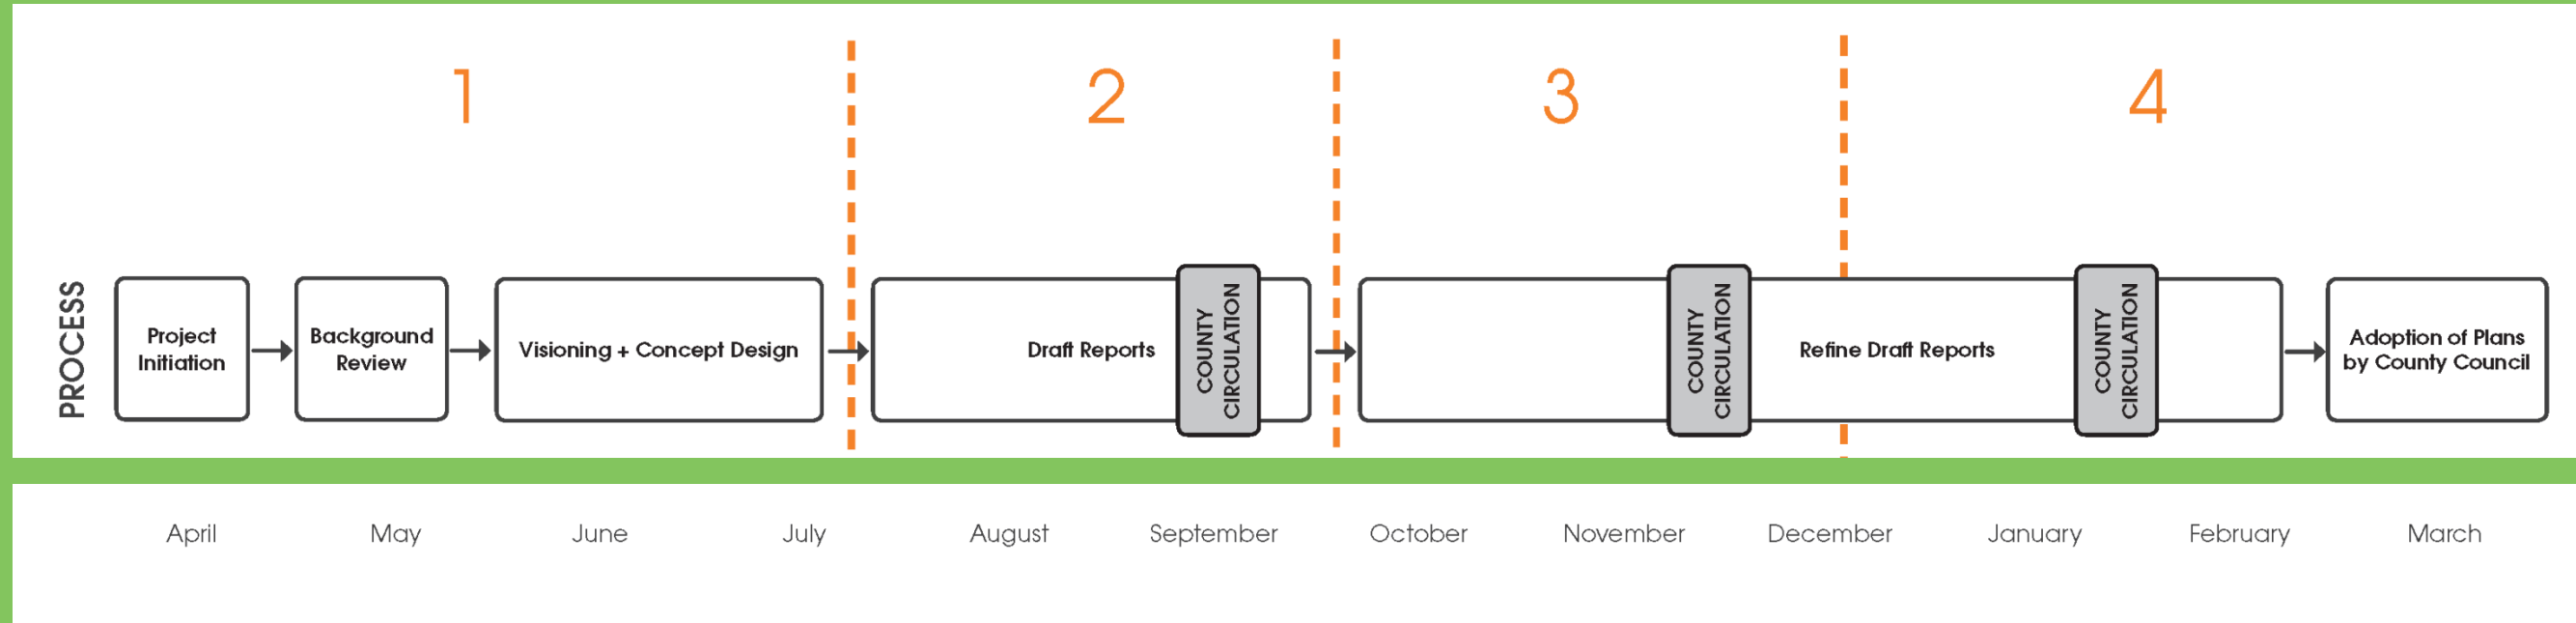 1
2
3
4
PROCESS
Project
Initiation
Background
Review
Visioning + Concept Design
Draft Reports
COUNTY
CIRCULATION
COUNTY
CIRCULATION
Refine Draft Reports
COUNTY
CIRCULATION
Adoption of Plans
by County Council
April
May
June
July
August
September
October
November
December
January
February
March